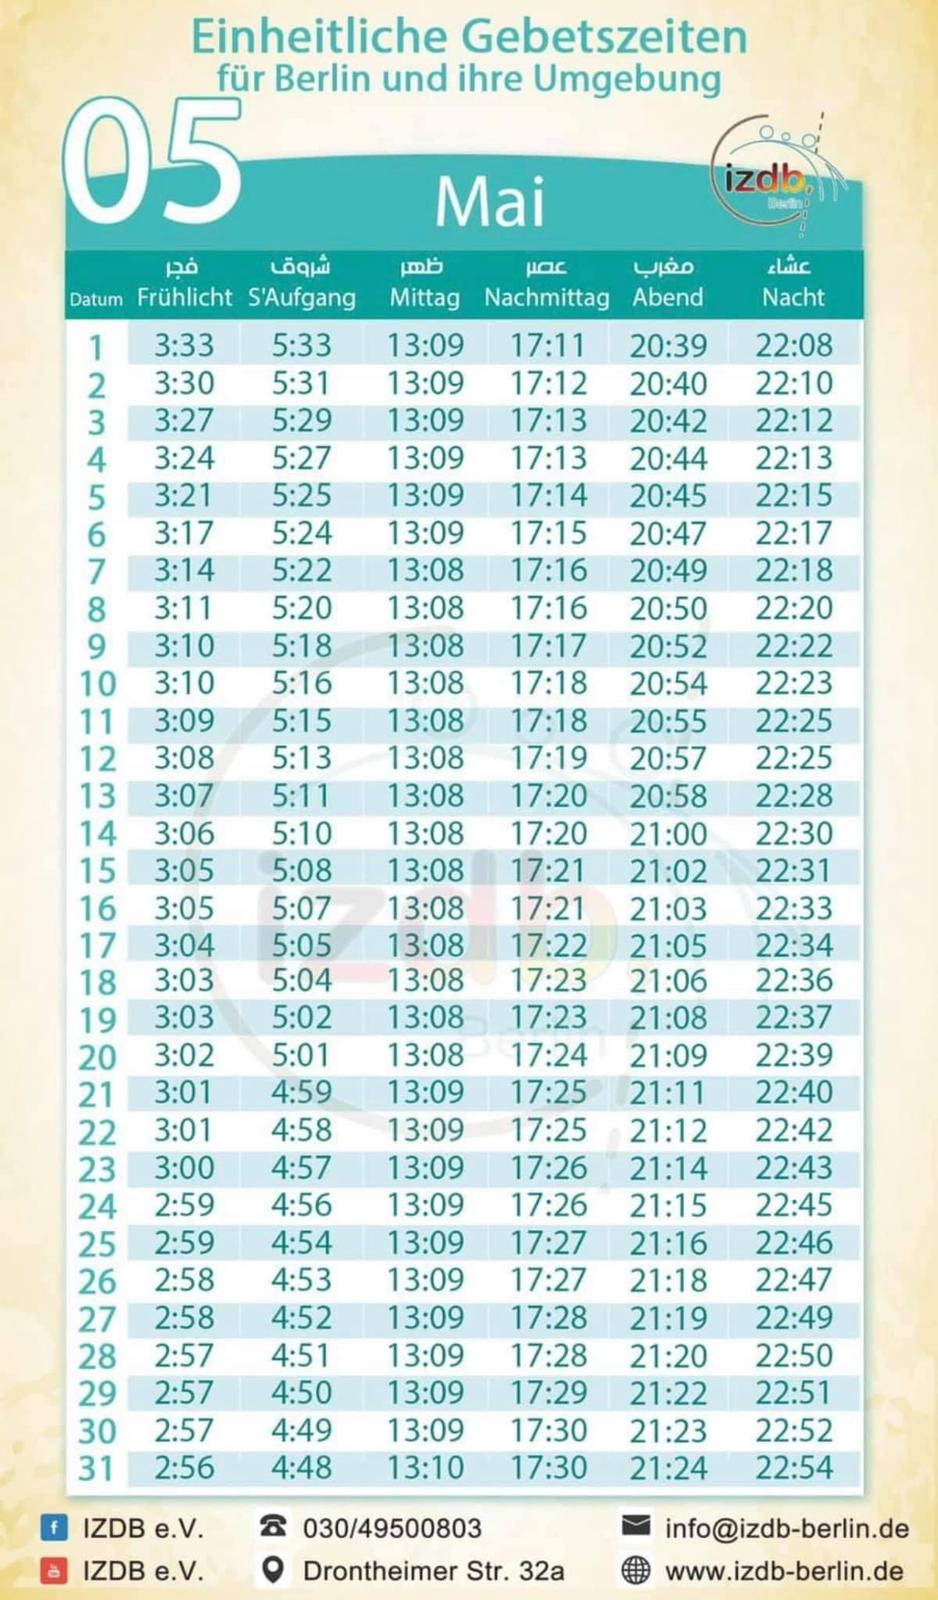 Einheitliche Gebetszeiten
für Berlin und ihre Umgebung
05
Mai
izdb
Berlin
فجر شروق ظهر عصر مغرب عشاء
Datum Frühlicht S'Aufgang Mittag Nachmittag Abend Nacht
1 3:33 5:33 13:09 17:11 20:39 22:08
2 3:30 5:31 13:09 17:12 20:40 22:10
3 3:27 5:29 13:09 17:13 20:42 22:12
4 3:24 5:27 13:09 17:13 20:44 22:13
5 3:21 5:25 13:09 17:14 20:45 22:15
6 3:17 5:24 13:09 17:15 20:47 22:17
7 3:14 5:22 13:08 17:16 20:49 22:18
8 3:11 5:20 13:08 17:16 20:50 22:20
9 3:10 5:18 13:08 17:17 20:52 22:22
10 3:10 5:16 13:08 17:18 20:54 22:23
11 3:09 5:15 13:08 17:18 20:55 22:25
12 3:08 5:13 13:08 17:19 20:57 22:25
13 3:07 5:11 13:08 17:20 20:58 22:28
14 3:06 5:10 13:08 17:20 21:00 22:30
15 3:05 5:08 13:08 17:21 21:02 22:31
16 3:05 5:07 13:08 17:21 21:03 22:33
17 3:04 5:05 13:08 17:22 21:05 22:34
18 3:03 5:04 13:08 17:23 21:06 22:36
19 3:03 5:02 13:08 17:23 21:08 22:37
20 3:02 5:01 13:08 17:24 21:09 22:39
21 3:01 4:59 13:09 17:25 21:11 22:40
22 3:01 4:58 13:09 17:25 21:12 22:42
23 3:00 4:57 13:09 17:26 21:14 22:43
24 2:59 4:56 13:09 17:26 21:15 22:45
25 2:59 4:54 13:09 17:27 21:16 22:46
26 2:58 4:53 13:09 17:27 21:18 22:47
27 2:58 4:52 13:09 17:28 21:19 22:49
28 2:57 4:51 13:09 17:28 21:20 22:50
29 2:57 4:50 13:09 17:29 21:22 22:51
30 2:57 4:49 13:09 17:30 21:23 22:52
31 2:56 4:48 13:10 17:30 21:24 22:54
izdb
Berlin
IZDB e.V. 030/49500803 info@izdb-berlin.de
IZDB e.V. Drontheimer Str. 32a www.izdb-berlin.de